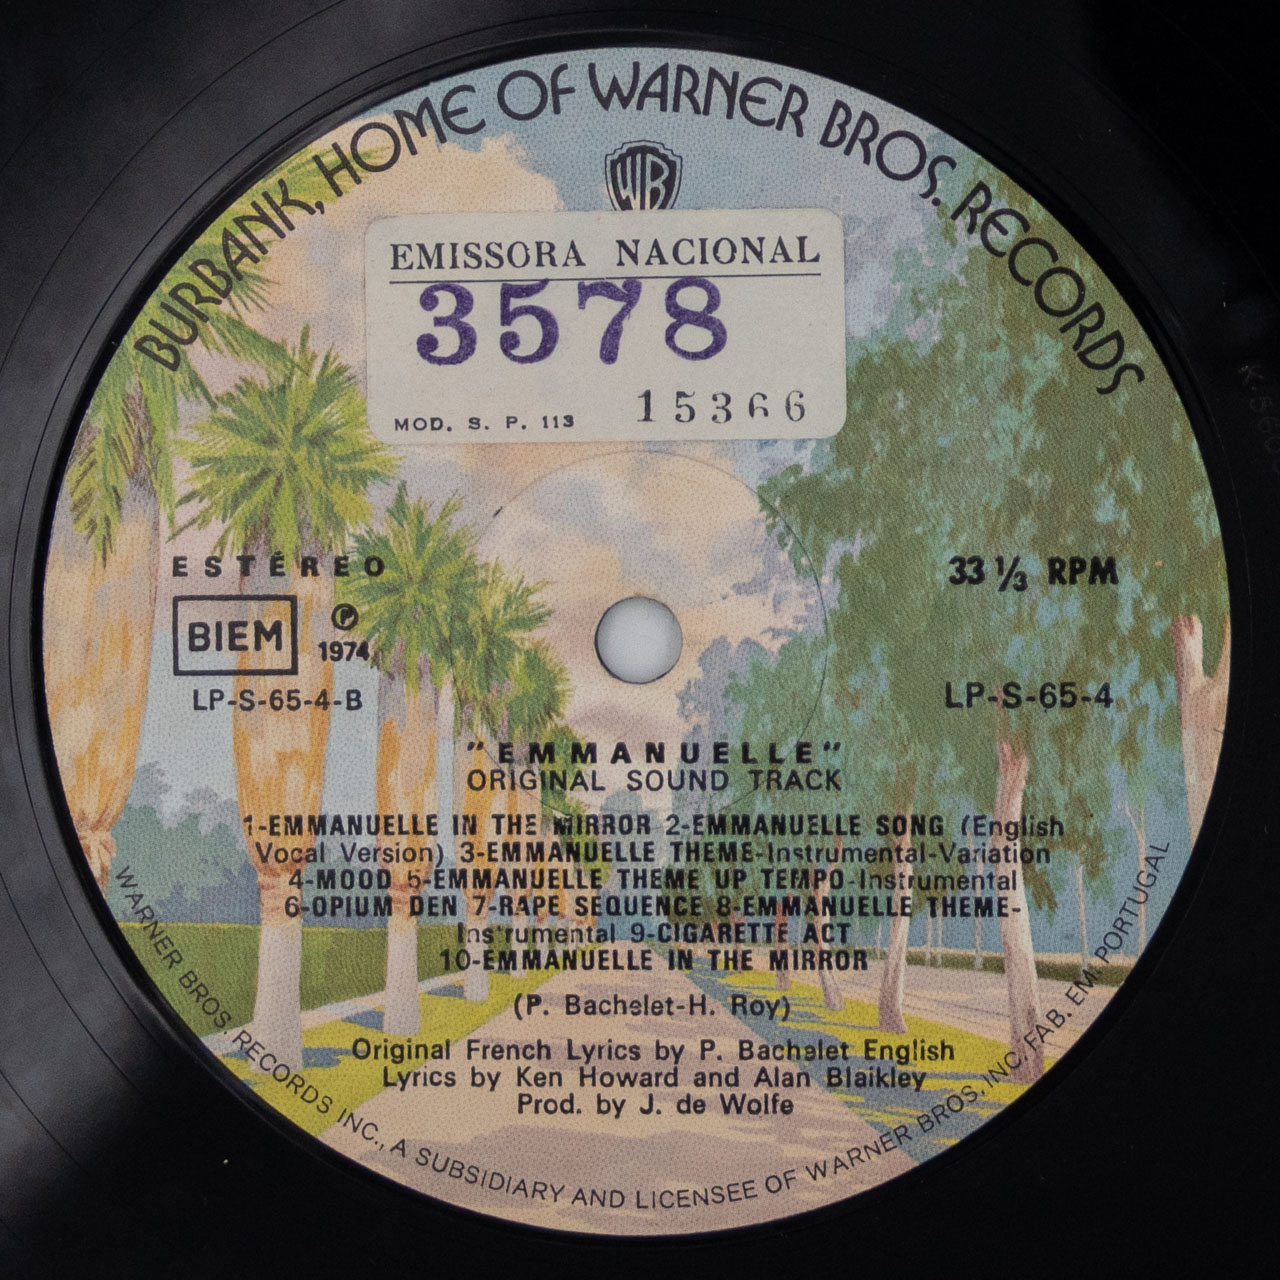 BURBANK, HOME OF WARNER BROS. RECORDS
WB
EMISSORA NACIONAL
3578
MOD. S. P. 113 15366
ESTÉREO
33 1/3 RPM
BIEM
℗
1974
LP-S-65-4-B
LP-S-65-4
"EMMANUELLE"
ORIGINAL SOUND TRACK
1-EMMANUELLE IN THE MIRROR 2-EMMANUELLE SONG (English
Vocal Version) 3-EMMANUELLE THEME-Instrumental-Variation
4-MOOD 5-EMMANUELLE THEME UP TEMPO-Instrumental
6-OPIUM DEN 7-RAPE SEQUENCE 8-EMMANUELLE THEME-
Instrumental 9-CIGARETTE ACT
10-EMMANUELLE IN THE MIRROR
(P. Bachelet-H. Roy)
Original French Lyrics by P. Bachelet English
Lyrics by Ken Howard and Alan Blaikley
Prod. by J. de Wolfe
WARNER BROS. RECORDS INC., A SUBSIDIARY AND LICENSEE OF WARNER BROS. INC. FAB. EM. PORTUGAL